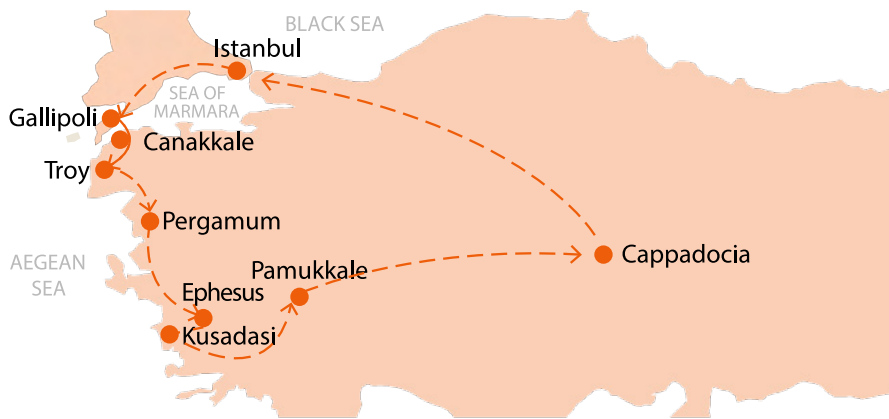 BLACK SEA
Istanbul
SEA OF
MARMARA
Gallipoli
Canakkale
Troy
Pergamum
AEGEAN
SEA
Cappadocia
Pamukkale
Ephesus
Kusadasi